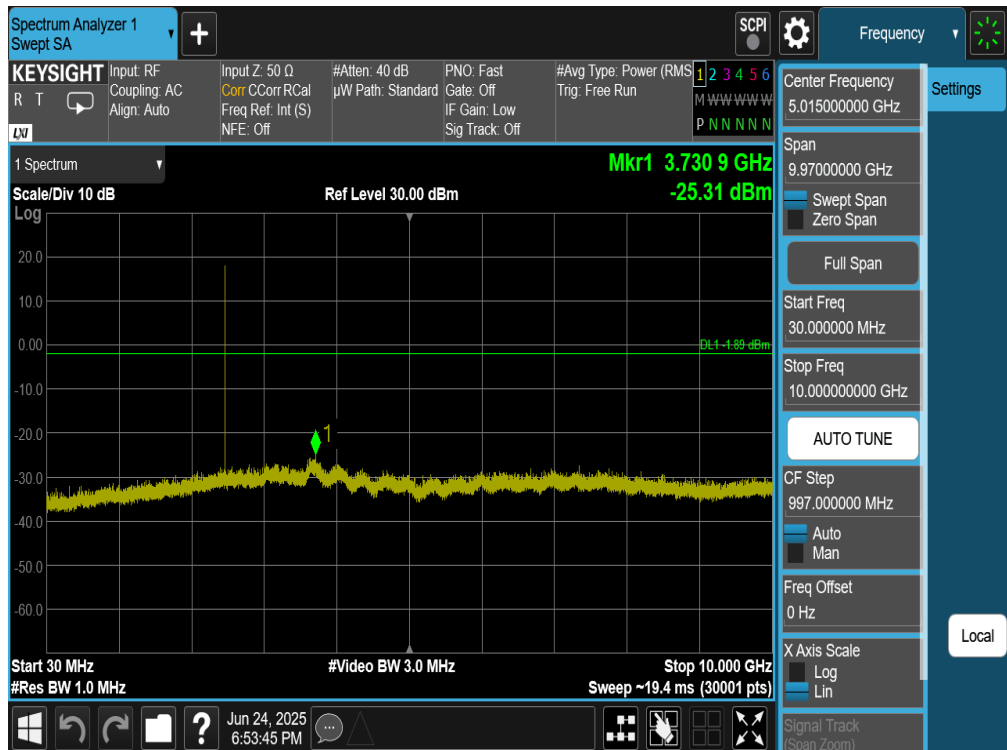 Spectrum Analyzer 1
Swept SA
+
SCPI
Frequency
KEYSIGHT
R T
LXI
Input: RF
Coupling: AC
Align: Auto
Input Z: 50 Ω
Corr CCorr RCal
Freq Ref: Int (S)
NFE: Off
#Atten: 40 dB
µW Path: Standard
PNO: Fast
Gate: Off
IF Gain: Low
Sig Track: Off
#Avg Type: Power (RMS
Trig: Free Run
1 2 3 4 5 6
M W W W W W
P N N N N N
1 Spectrum
Mkr1 3.730 9 GHz
-25.31 dBm
Scale/Div 10 dB
Ref Level 30.00 dBm
Log
20.0
10.0
0.00
-10.0
-20.0
-30.0
-40.0
-50.0
-60.0
DL1 -1.89 dBm
1
Start 30 MHz
#Video BW 3.0 MHz
Stop 10.000 GHz
#Res BW 1.0 MHz
Sweep ~19.4 ms (30001 pts)
Center Frequency
5.015000000 GHz
Span
9.97000000 GHz
Swept Span
Zero Span
Full Span
Start Freq
30.000000 MHz
Stop Freq
10.000000000 GHz
AUTO TUNE
CF Step
997.000000 MHz
Auto
Man
Freq Offset
0 Hz
X Axis Scale
Log
Lin
Signal Track
(Span Zoom)
Settings
Local
?
Jun 24, 2025
6:53:45 PM